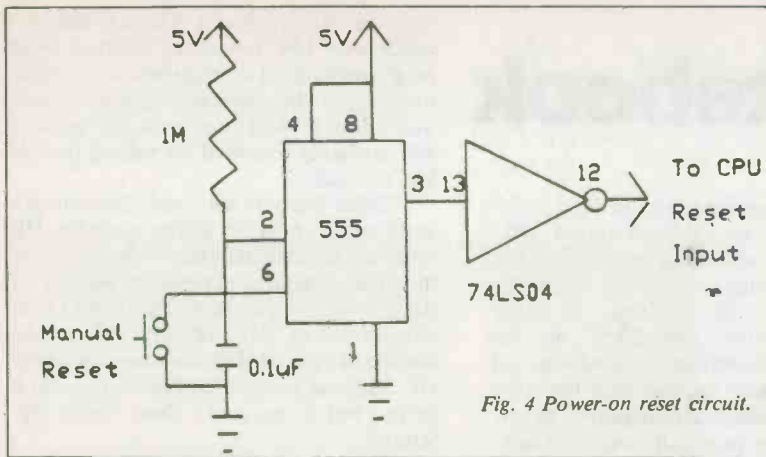 5V
5V
1M
4
8
2
6
555
3
13
12
74LS04
To CPU
Reset
Input
Manual
Reset
0.1uF
1
Fig. 4 Power-on reset circuit.